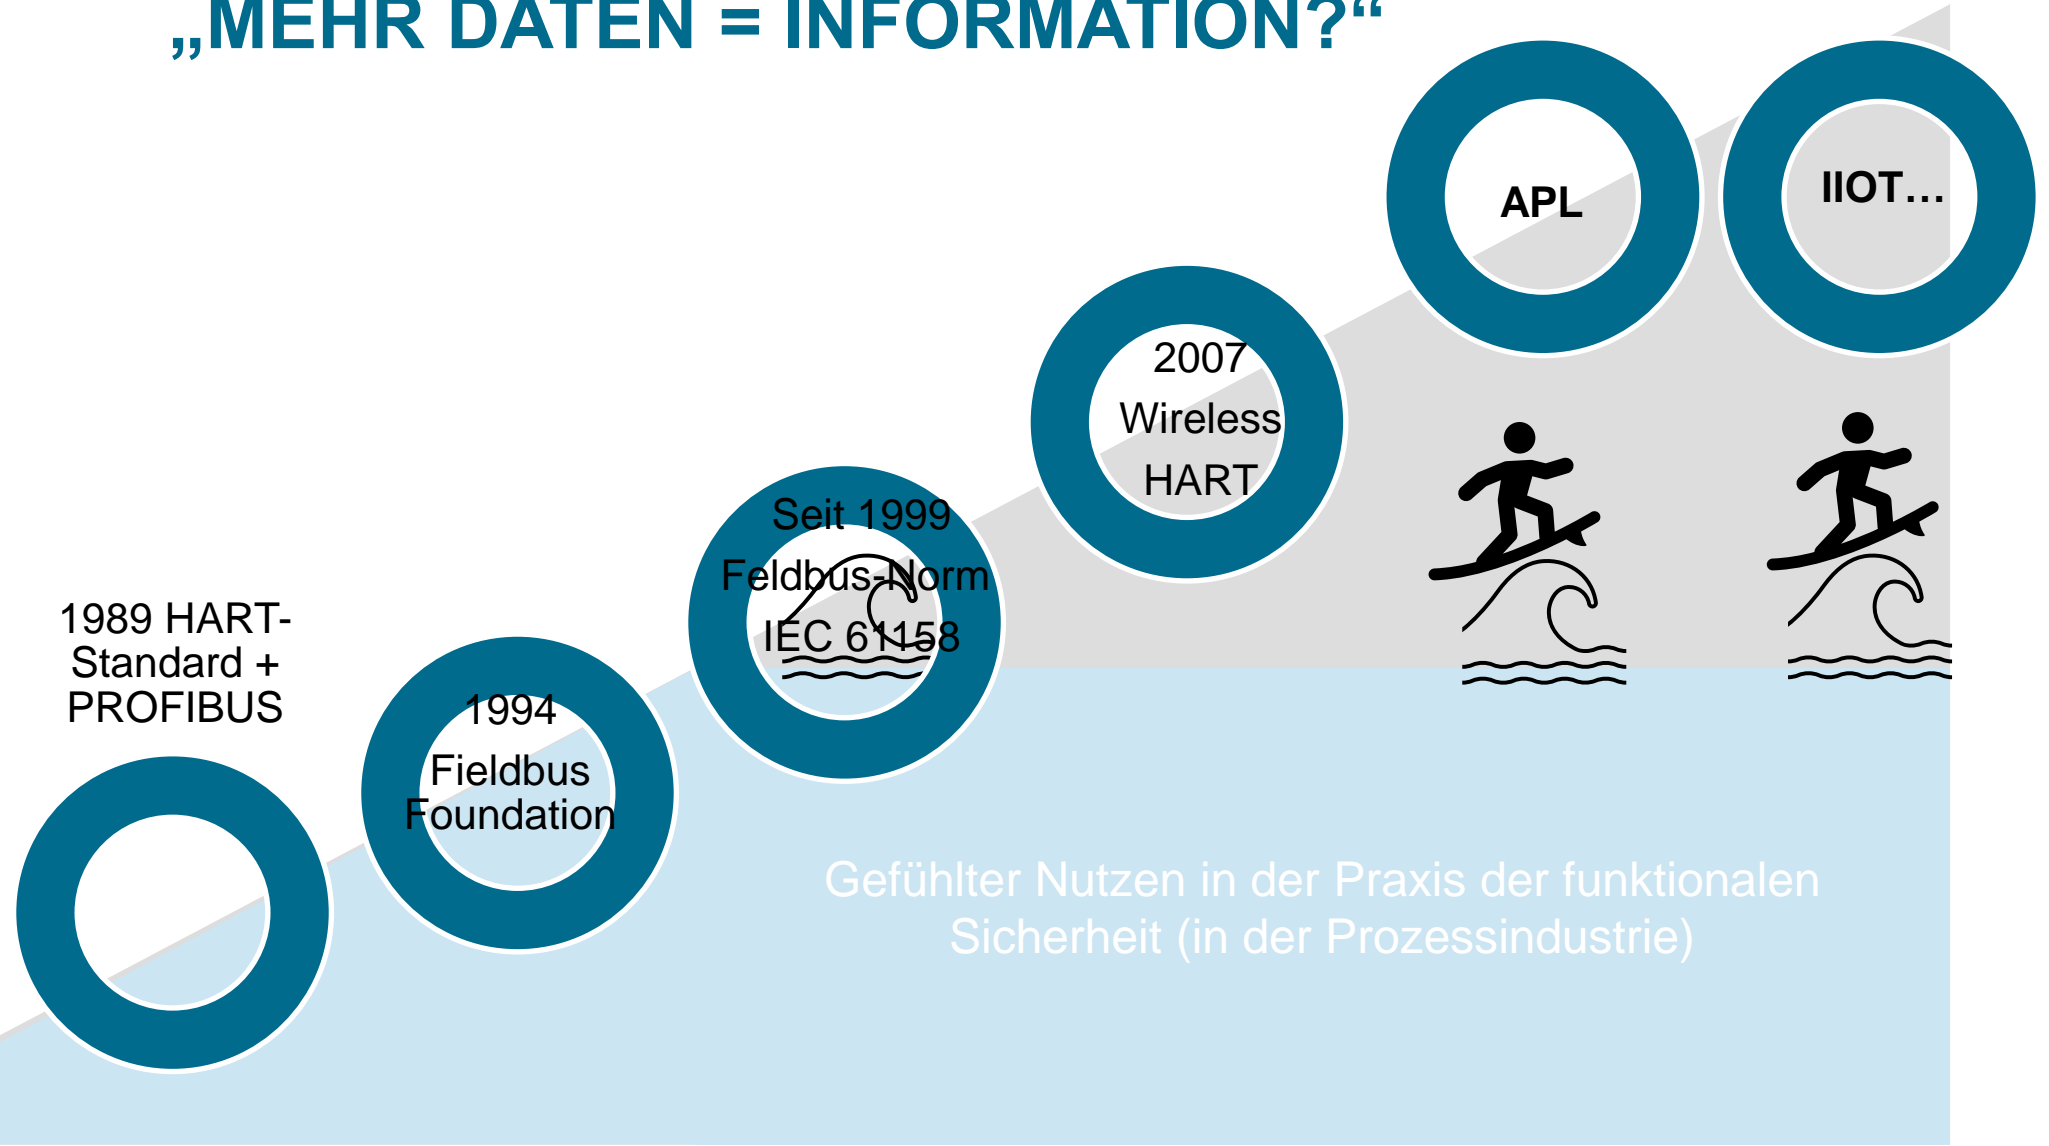 „MEHR DATEN = INFORMATION?“
1989 HART-
Standard +
PROFIBUS
1994
Fieldbus
Foundation
Seit 1999
Feldbus-Norm
IEC 61158
2007
Wireless
HART
APL
IIOT…
Gefühlter Nutzen in der Praxis der funktionalen
Sicherheit (in der Prozessindustrie)